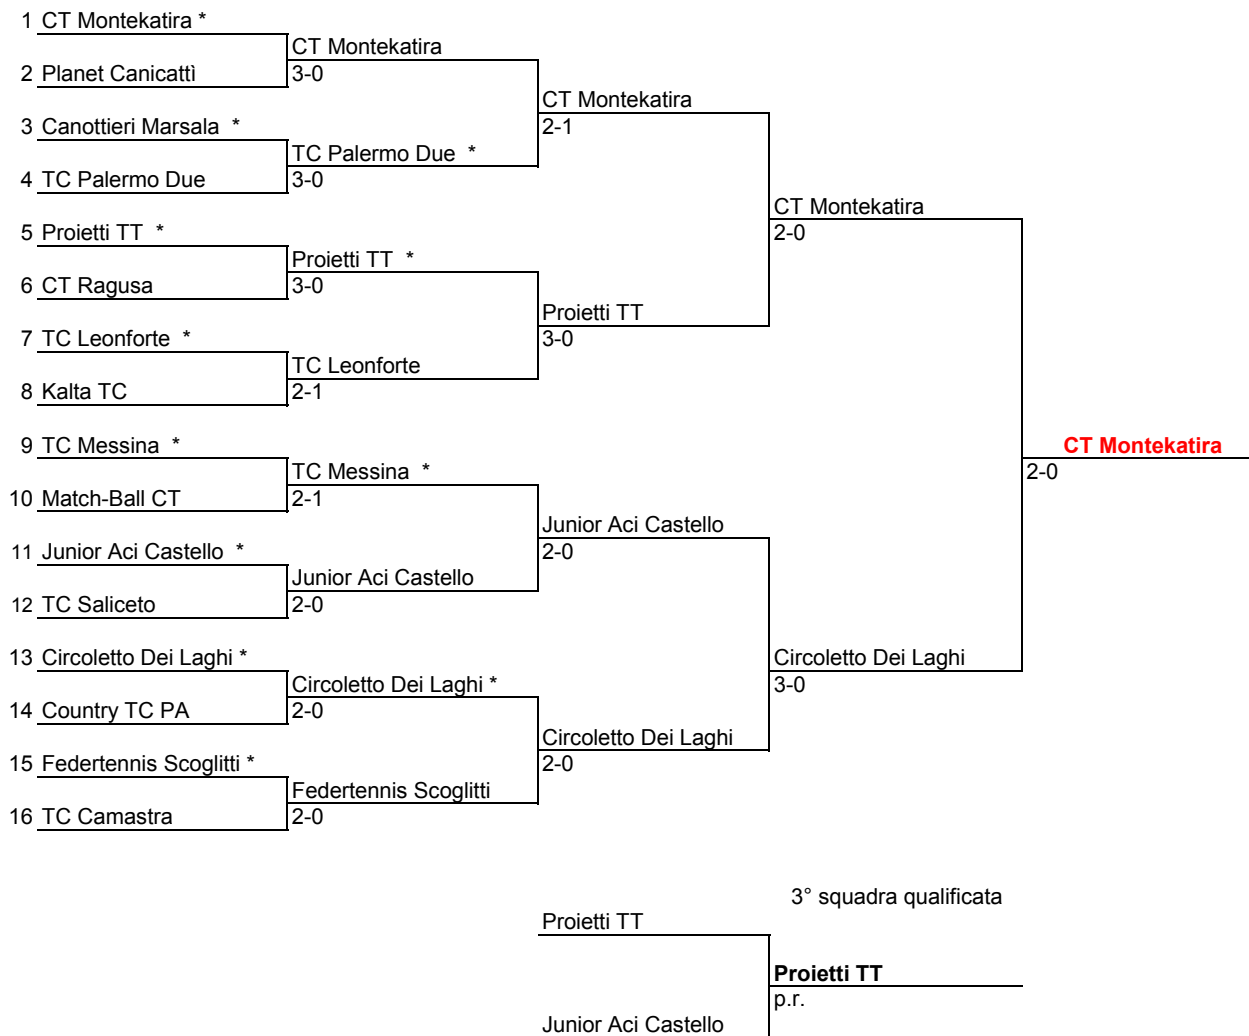 1 CT Montekatira *
CT Montekatira
2 Planet Canicattì
3-0
CT Montekatira
3 Canottieri Marsala *
2-1
TC Palermo Due *
4 TC Palermo Due
3-0
CT Montekatira
5 Proietti TT *
2-0
Proietti TT *
6 CT Ragusa
3-0
Proietti TT
7 TC Leonforte *
3-0
TC Leonforte
8 Kalta TC
2-1
9 TC Messina *
CT Montekatira
TC Messina *
2-0
10 Match-Ball CT
2-1
Junior Aci Castello
11 Junior Aci Castello *
2-0
Junior Aci Castello
12 TC Saliceto
2-0
13 Circoletto Dei Laghi *
Circoletto Dei Laghi
Circoletto Dei Laghi *
3-0
14 Country TC PA
2-0
Circoletto Dei Laghi
15 Federtennis Scoglitti *
2-0
Federtennis Scoglitti
16 TC Camastra
2-0
3° squadra qualificata
Proietti TT
Proietti TT
p.r.
Junior Aci Castello